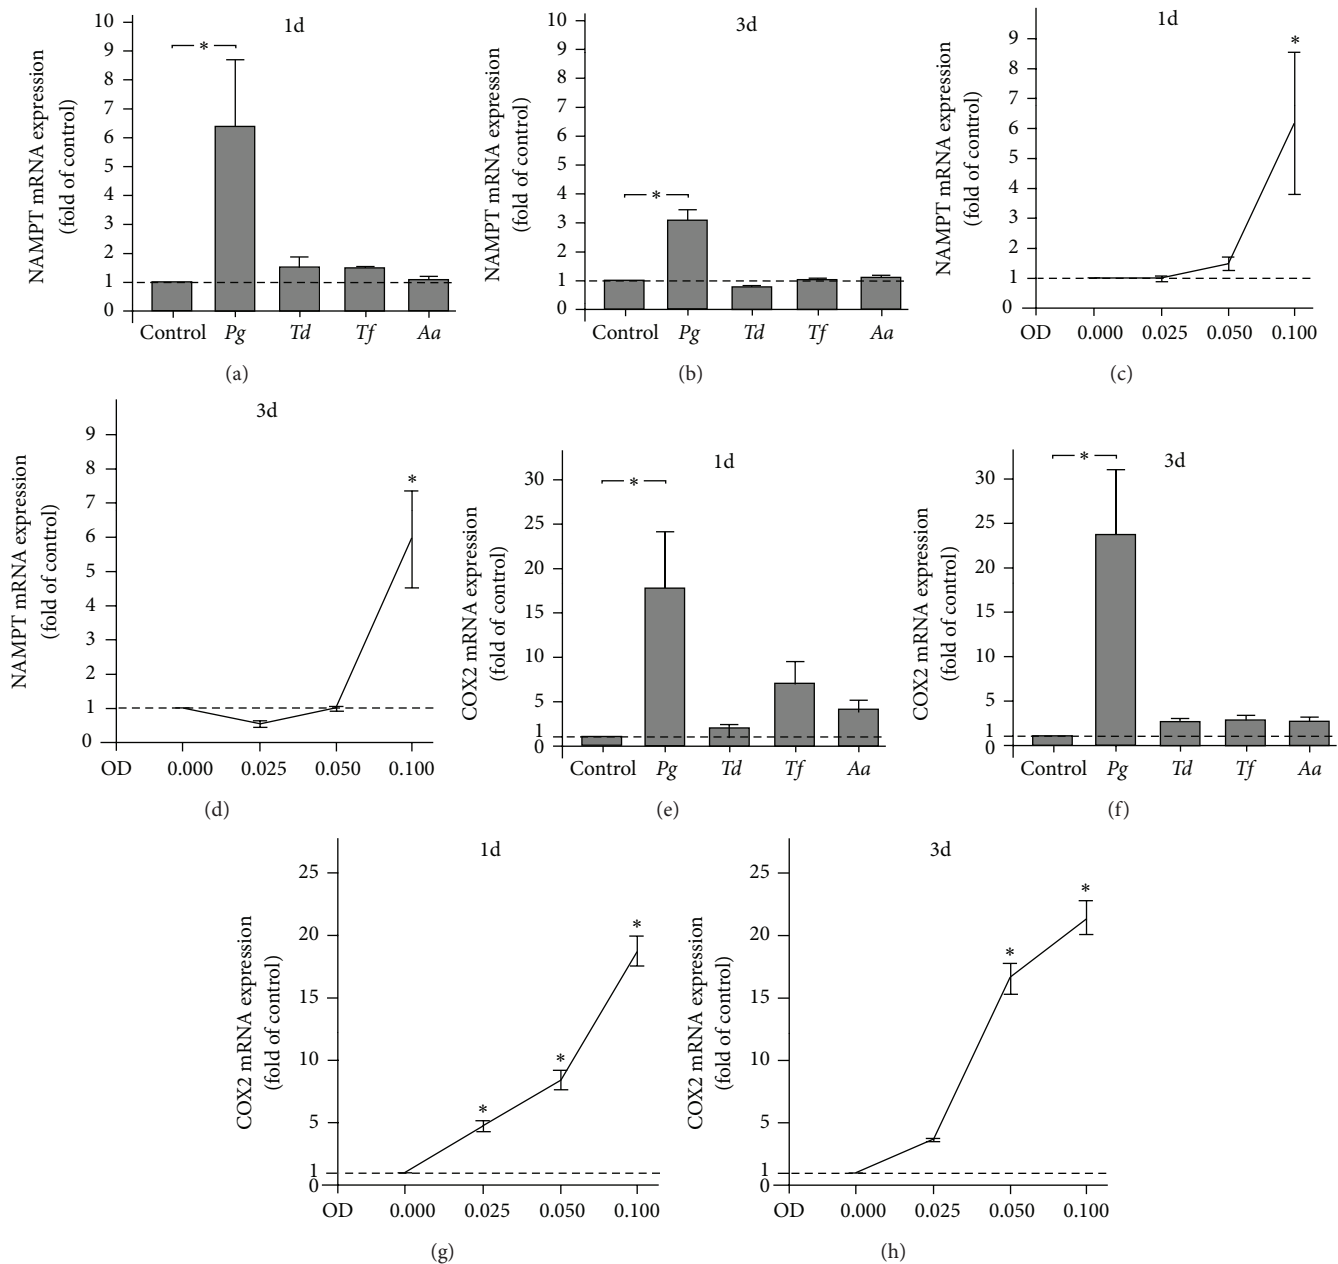 1d
NAMPT mRNA expression
(fold of control)
10
9
8
7
6
5
4
3
2
1
0
*
Control Pg Td Tf Aa
(a)
3d
NAMPT mRNA expression
(fold of control)
10
9
8
7
6
5
4
3
2
1
0
*
Control Pg Td Tf Aa
(b)
1d
NAMPT mRNA expression
(fold of control)
9
8
7
6
5
4
3
2
1
0
*
OD 0.000 0.025 0.050 0.100
(c)
3d
NAMPT mRNA expression
(fold of control)
9
8
7
6
5
4
3
2
1
0
*
OD 0.000 0.025 0.050 0.100
(d)
1d
COX2 mRNA expression
(fold of control)
30
25
20
15
10
5
1
0
*
Control Pg Td Tf Aa
(e)
3d
COX2 mRNA expression
(fold of control)
30
25
20
15
10
5
1
0
*
Control Pg Td Tf Aa
(f)
1d
COX2 mRNA expression
(fold of control)
25
20
15
10
5
1
0
*
*
*
OD 0.000 0.025 0.050 0.100
(g)
3d
COX2 mRNA expression
(fold of control)
25
20
15
10
5
1
0
*
*
OD 0.000 0.025 0.050 0.100
(h)